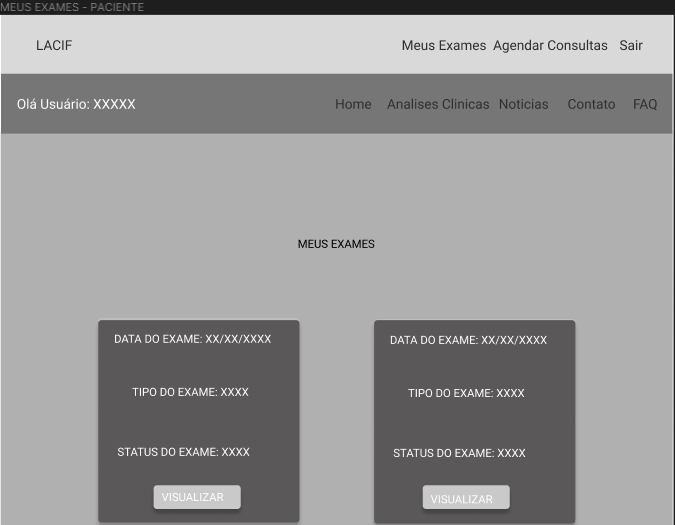 MEUS EXAMES - PACIENTE
LACIF Meus Exames Agendar Consultas Sair
Olá Usuário: XXXXX Home Analises Clinicas Noticias Contato FAQ
MEUS EXAMES
DATA DO EXAME: XX/XX/XXXX
TIPO DO EXAME: XXXX
STATUS DO EXAME: XXXX
VISUALIZAR
DATA DO EXAME: XX/XX/XXXX
TIPO DO EXAME: XXXX
STATUS DO EXAME: XXXX
VISUALIZAR